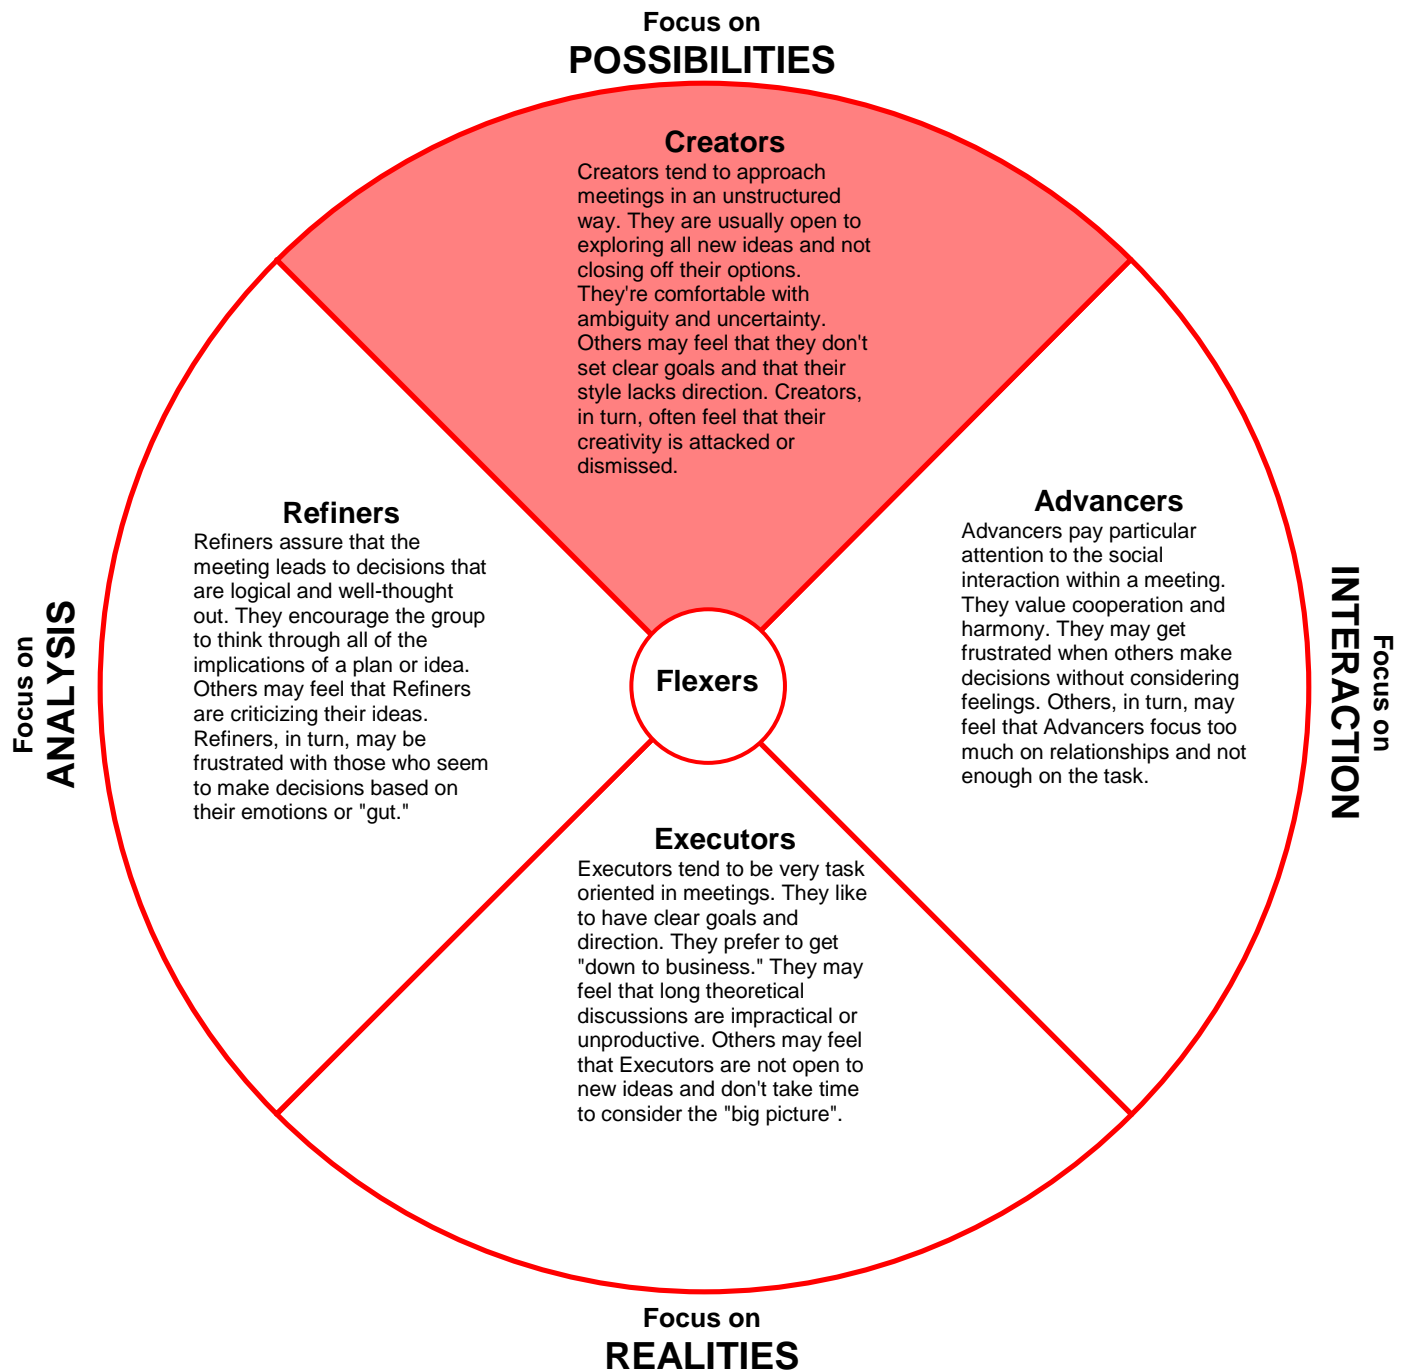 Focus on
POSSIBILITIES
Creators
Creators tend to approach
meetings in an unstructured
way. They are usually open to
exploring all new ideas and not
closing off their options.
They're comfortable with
ambiguity and uncertainty.
Others may feel that they don't
set clear goals and that their
style lacks direction. Creators,
in turn, often feel that their
creativity is attacked or
dismissed.
Focus on
ANALYSIS
Refiners
Refiners assure that the
meeting leads to decisions that
are logical and well-thought
out. They encourage the group
to think through all of the
implications of a plan or idea.
Others may feel that Refiners
are criticizing their ideas.
Refiners, in turn, may be
frustrated with those who seem
to make decisions based on
their emotions or "gut."
Flexers
Advancers
Advancers pay particular
attention to the social
interaction within a meeting.
They value cooperation and
harmony. They may get
frustrated when others make
decisions without considering
feelings. Others, in turn, may
feel that Advancers focus too
much on relationships and not
enough on the task.
Focus on
INTERACTION
Executors
Executors tend to be very task
oriented in meetings. They like
to have clear goals and
direction. They prefer to get
"down to business." They may
feel that long theoretical
discussions are impractical or
unproductive. Others may feel
that Executors are not open to
new ideas and don't take time
to consider the "big picture".
Focus on
REALITIES